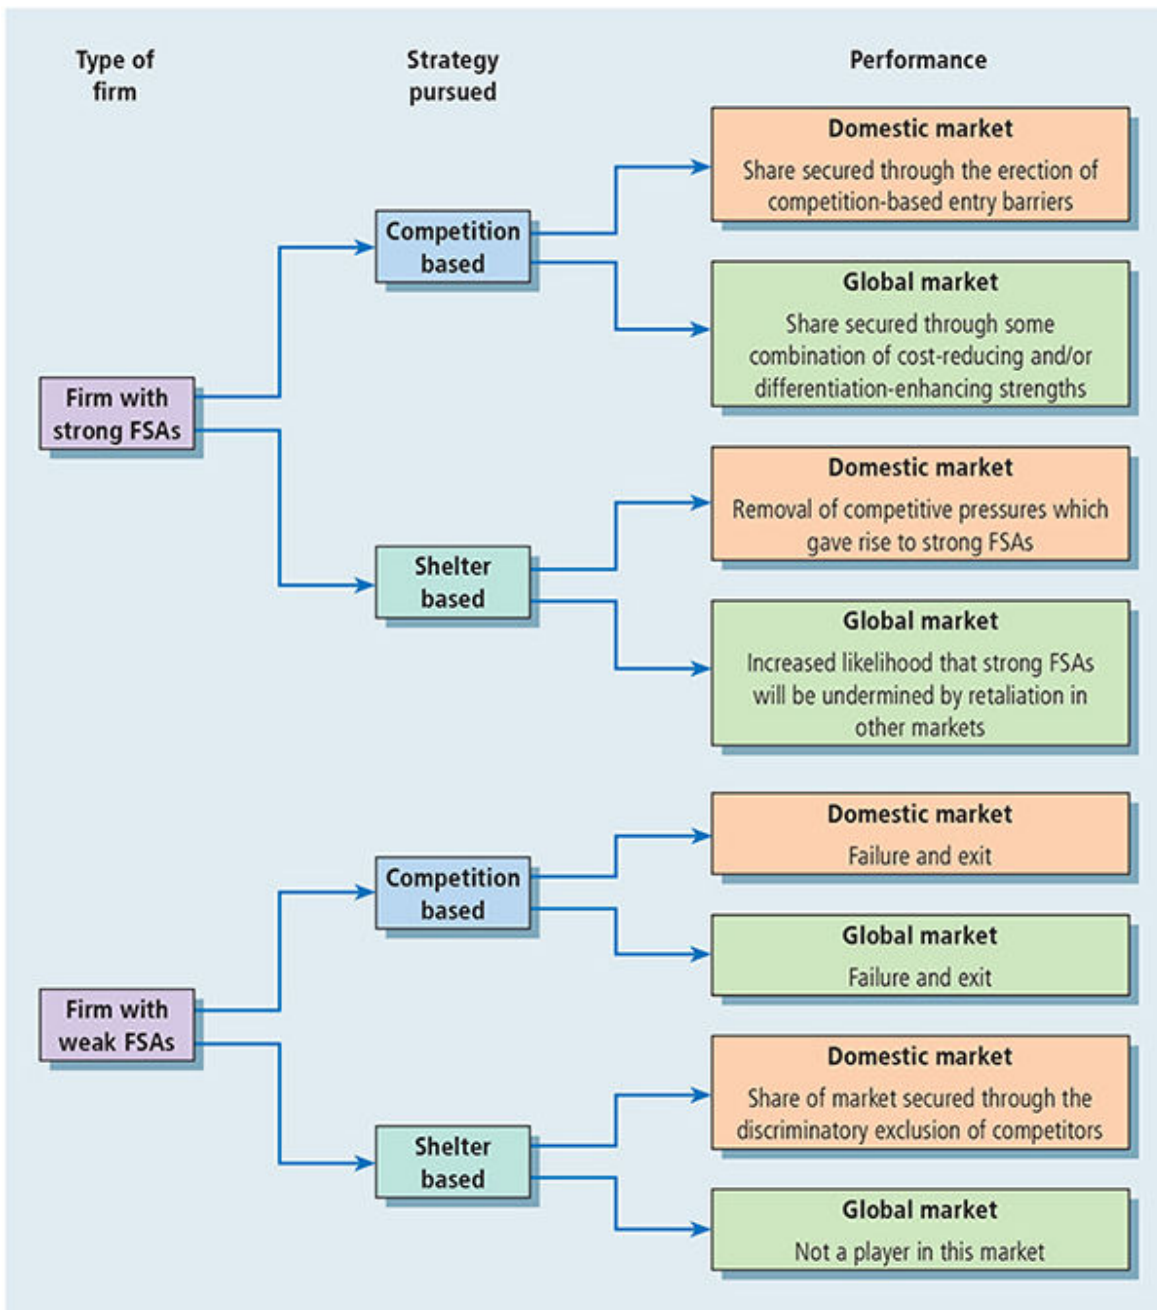 Type of
firm
Strategy
pursued
Performance
Domestic market
Share secured through the erection of
competition-based entry barriers
Competition
based
Global market
Share secured through some
combination of cost-reducing and/or
differentiation-enhancing strengths
Firm with
strong FSAs
Domestic market
Removal of competitive pressures which
gave rise to strong FSAs
Shelter
based
Global market
Increased likelihood that strong FSAs
will be undermined by retaliation in
other markets
Domestic market
Failure and exit
Competition
based
Global market
Failure and exit
Firm with
weak FSAs
Domestic market
Share of market secured through the
discriminatory exclusion of competitors
Shelter
based
Global market
Not a player in this market